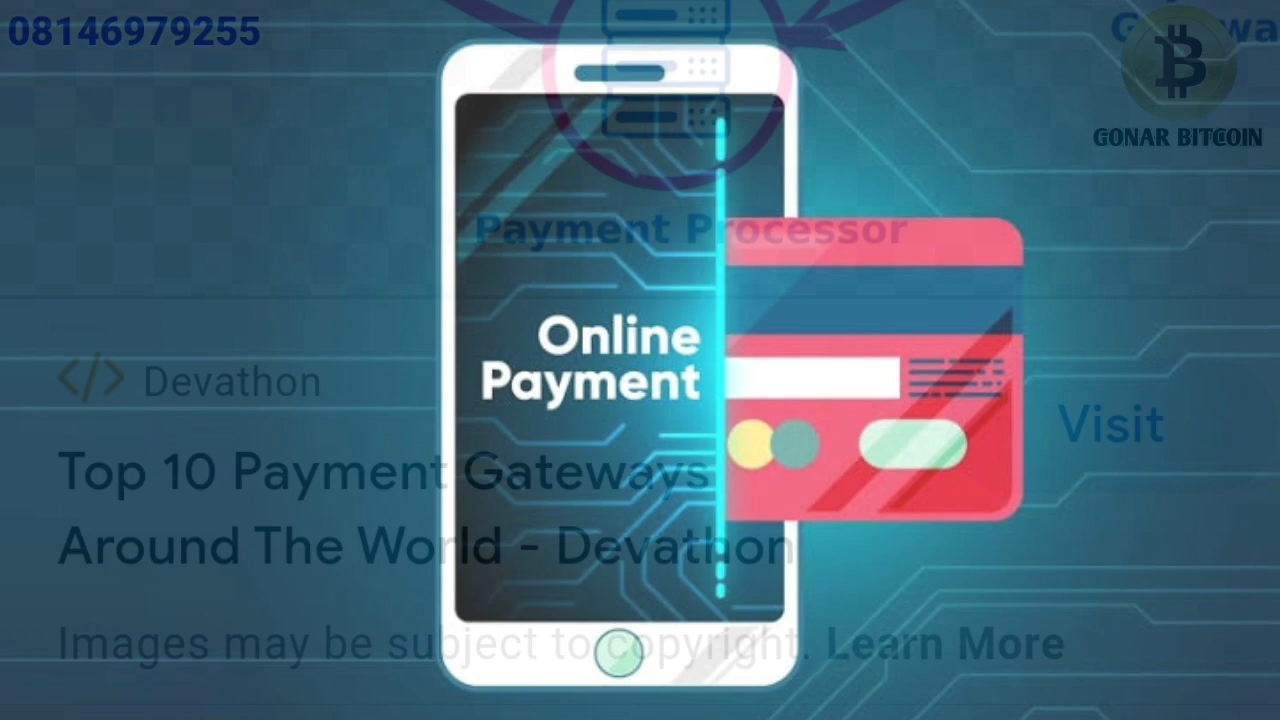 08146979255
GONAR BITCOIN
Payment Processor
Online
Payment
Devathon
Visit
Top 10 Payment Gateways
Around The World - Devathon
Images may be subject to copyright. Learn More